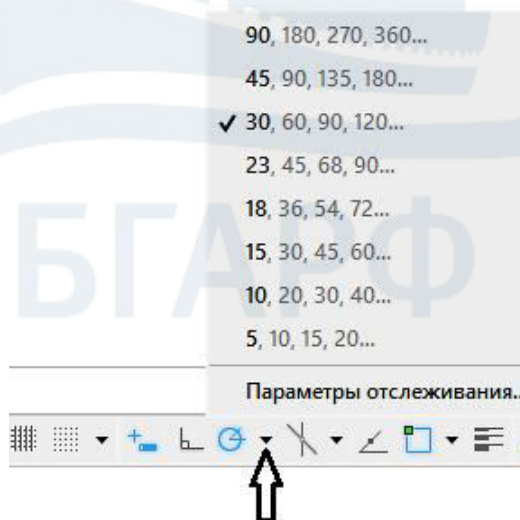 90, 180, 270, 360...
45, 90, 135, 180...
30, 60, 90, 120...
23, 45, 68, 90...
18, 36, 54, 72...
15, 30, 45, 60...
10, 20, 30, 40...
5, 10, 15, 20...
БГАРФ
Параметры отслеживания..